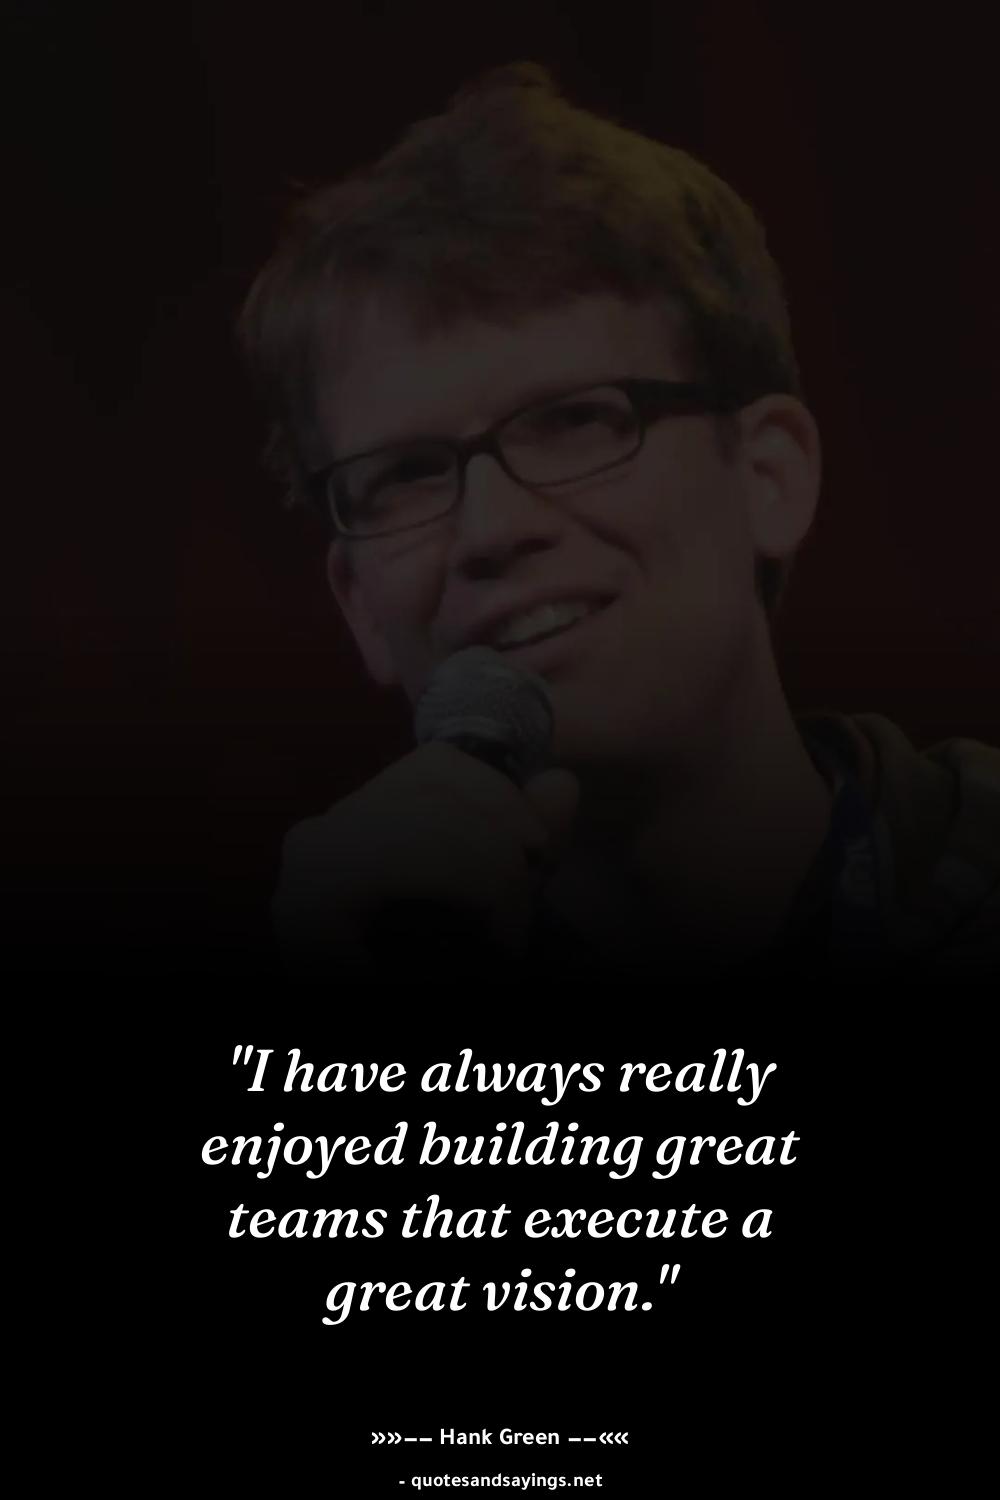 "I have always really
enjoyed building great
teams that execute a
great vision."
»»–– Hank Green ––««
- quotesandsayings.net